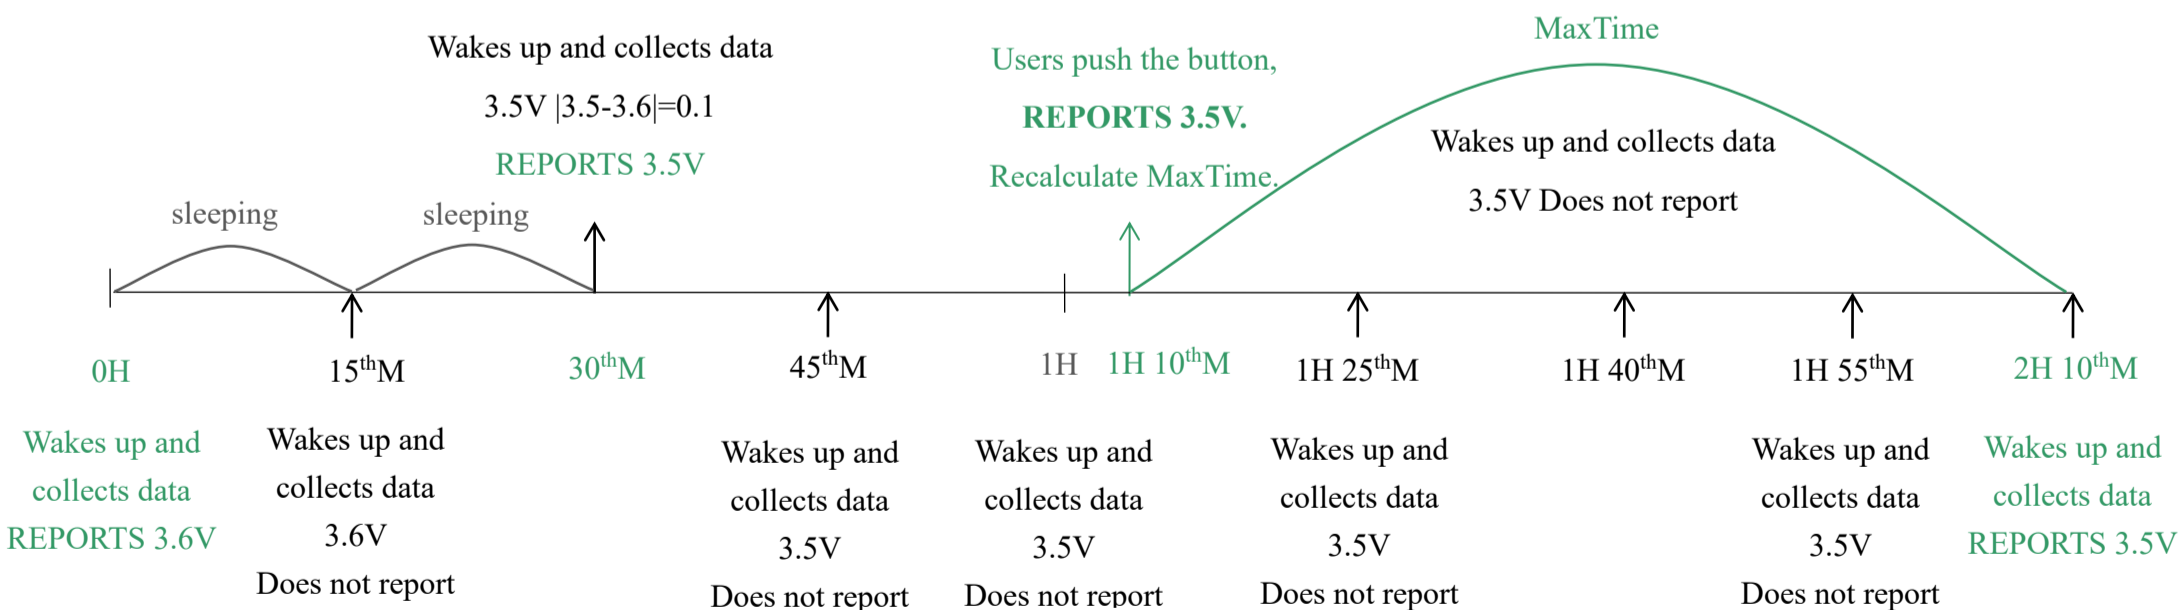 MaxTime
Wakes up and collects data
3.5V |3.5-3.6|=0.1
REPORTS 3.5V
Users push the button,
REPORTS 3.5V.
Recalculate MaxTime.
Wakes up and collects data
3.5V Does not report
sleeping
sleeping
0H
15thM
30thM
45thM
1H
1H 10thM
1H 25thM
1H 40thM
1H 55thM
2H 10thM
Wakes up and
collects data
REPORTS 3.6V
Wakes up and
collects data
3.6V
Does not report
Wakes up and
collects data
3.5V
Does not report
Wakes up and
collects data
3.5V
Does not report
Wakes up and
collects data
3.5V
Does not report
Wakes up and
collects data
3.5V
Does not report
Wakes up and
collects data
REPORTS 3.5V